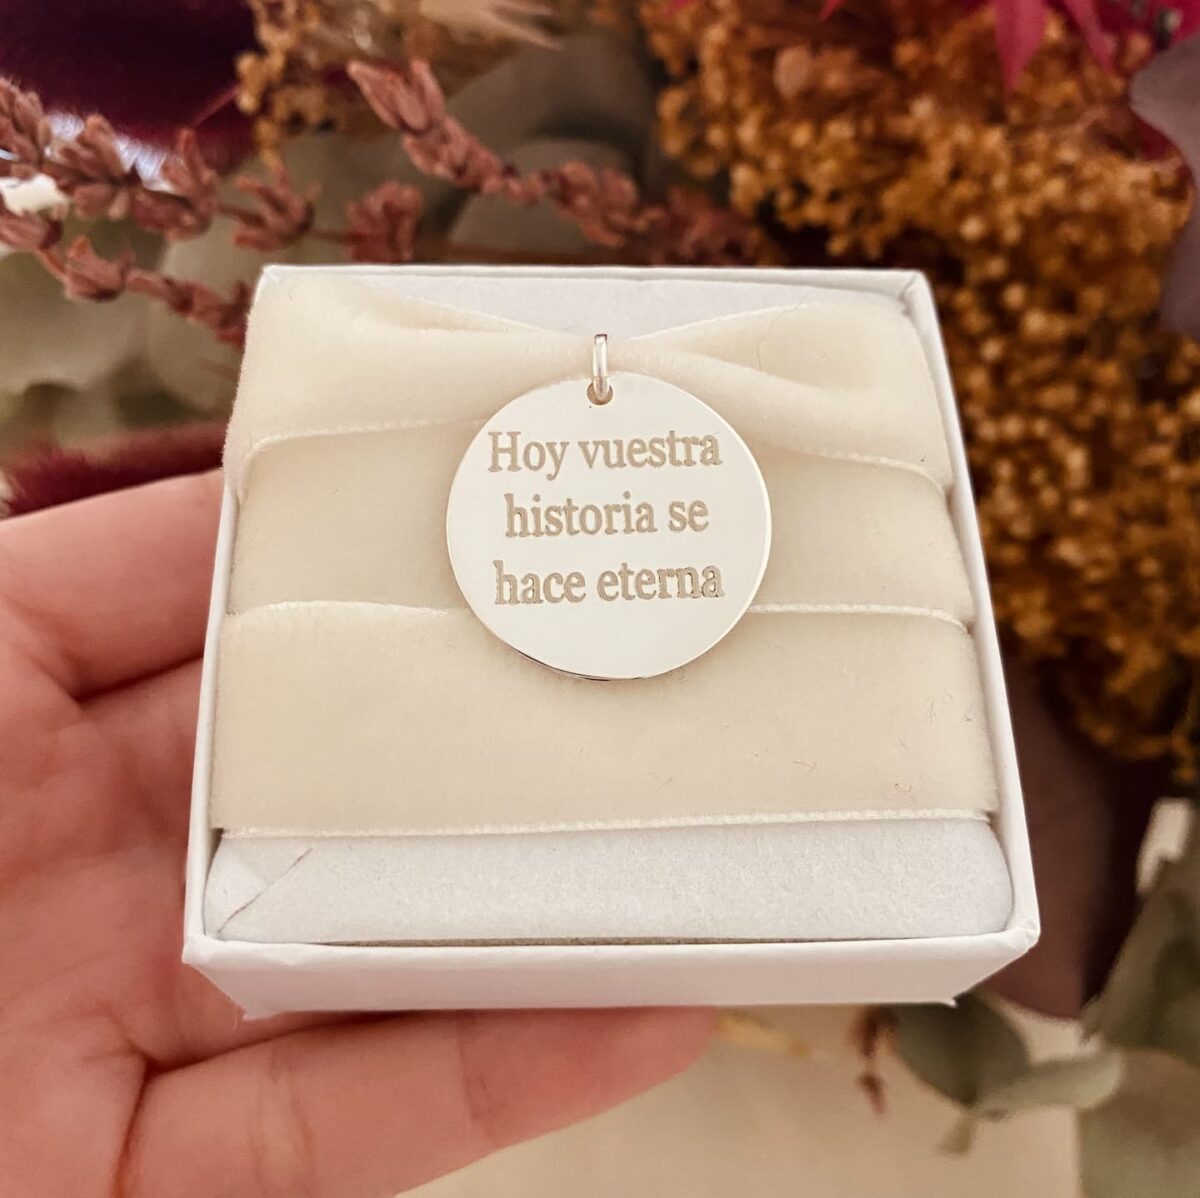 Hoy vuestra
historia se
hace eterna